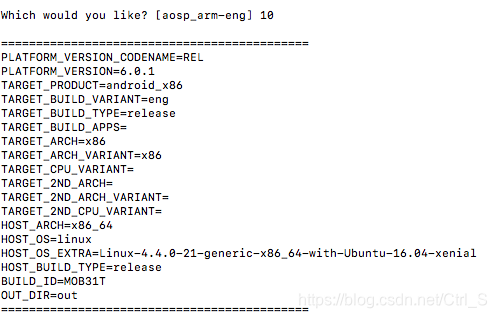 Which would you like? [aosp_arm-eng] 10
============================================
PLATFORM_VERSION_CODENAME=REL
PLATFORM_VERSION=6.0.1
TARGET_PRODUCT=android_x86
TARGET_BUILD_VARIANT=eng
TARGET_BUILD_TYPE=release
TARGET_BUILD_APPS=
TARGET_ARCH=x86
TARGET_ARCH_VARIANT=x86
TARGET_CPU_VARIANT=
TARGET_2ND_ARCH=
TARGET_2ND_ARCH_VARIANT=
TARGET_2ND_CPU_VARIANT=
HOST_ARCH=x86_64
HOST_OS=linux
HOST_OS_EXTRA=Linux-4.4.0-21-generic-x86_64-with-Ubuntu-16.04-xenial
HOST_BUILD_TYPE=release
BUILD_ID=MOB31T
OUT_DIR=out
============================================
https://blog.csdn.net/Ctrl_S